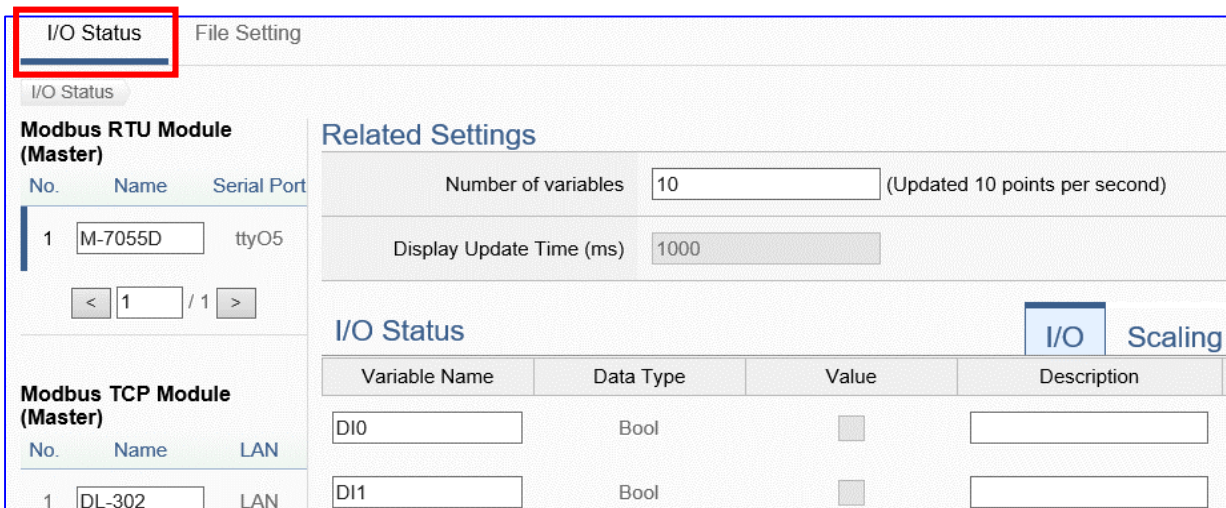 I/O Status File Setting
I/O Status
Modbus RTU Module
(Master)
No. Name Serial Port
1 M-7055D ttyO5
< 1 / 1 >
Modbus TCP Module
(Master)
No. Name LAN
1 DL-302 LAN
Related Settings
Number of variables 10 (Updated 10 points per second)
Display Update Time (ms) 1000
I/O Status I/O Scaling
Variable Name Data Type Value Description
DI0 Bool
DI1 Bool